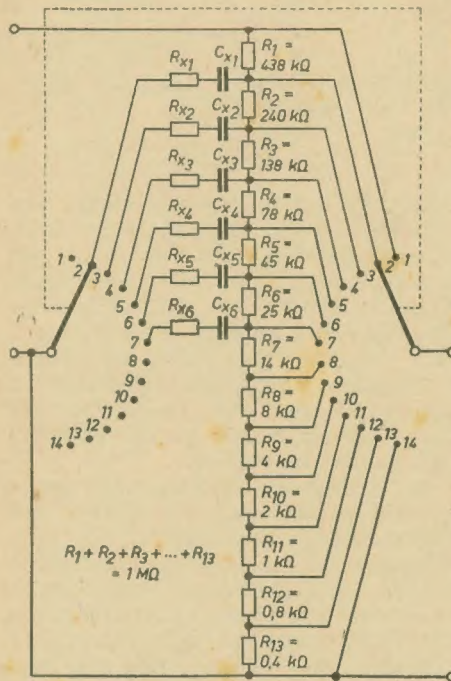 R1 =
438 kΩ
Rx1
Cx1
R2 =
240 kΩ
Rx2
Cx2
R3 =
138 kΩ
Rx3
Cx3
R4 =
78 kΩ
Rx4
Cx4
R5 =
45 kΩ
Rx5
Cx5
R6 =
25 kΩ
Rx6
Cx6
R7 =
14 kΩ
R8 =
8 kΩ
R9 =
4 kΩ
R10 =
2 kΩ
R11 =
1 kΩ
R12 =
0,8 kΩ
R13 =
0,4 kΩ
1
2
3
4
5
6
7
8
9
10
11
12
13
14
1
2
3
4
5
6
7
8
9
10
11
12
13
14
R1 + R2 + R3 + ... + R13
= 1 MΩ